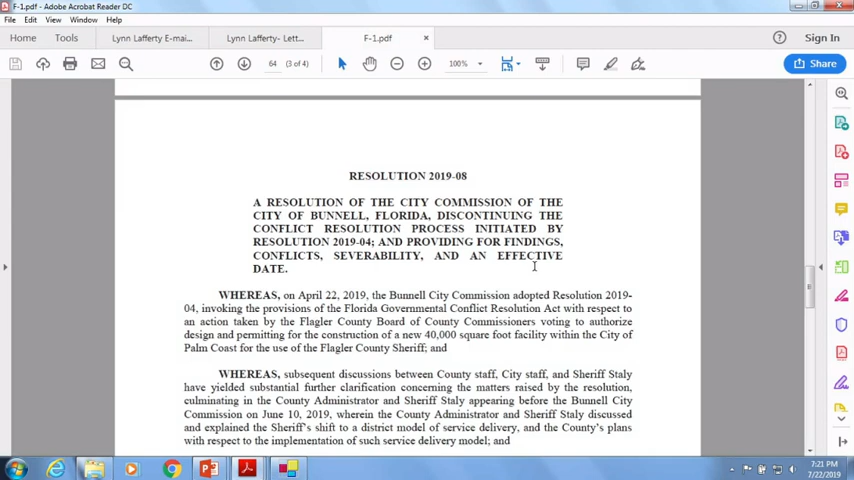 F-1.pdf - Adobe Acrobat Reader DC
File Edit View Window Help
Home Tools Lynn Lafferty E-mai... Lynn Lafferty- Lett... F-1.pdf × Sign In
64 (3 of 4) 100% Share
RESOLUTION 2019-08
A RESOLUTION OF THE CITY COMMISSION OF THE
CITY OF BUNNELL, FLORIDA, DISCONTINUING THE
CONFLICT RESOLUTION PROCESS INITIATED BY
RESOLUTION 2019-04; AND PROVIDING FOR FINDINGS,
CONFLICTS, SEVERABILITY, AND AN EFFECTIVE
DATE.
WHEREAS, on April 22, 2019, the Bunnell City Commission adopted Resolution 2019-
04, invoking the provisions of the Florida Governmental Conflict Resolution Act with respect to
an action taken by the Flagler County Board of County Commissioners voting to authorize
design and permitting for the construction of a new 40,000 square foot facility within the City of
Palm Coast for the use of the Flagler County Sheriff; and
WHEREAS, subsequent discussions between County staff, City staff, and Sheriff Staly
have yielded substantial further clarification concerning the matters raised by the resolution,
culminating in the County Administrator and Sheriff Staly appearing before the Bunnell City
Commission on June 10, 2019, wherein the County Administrator and Sheriff Staly discussed
and explained the Sheriff's shift to a district model of service delivery, and the County's plans
with respect to the implementation of such service delivery model; and
7:21 PM
7/22/2019